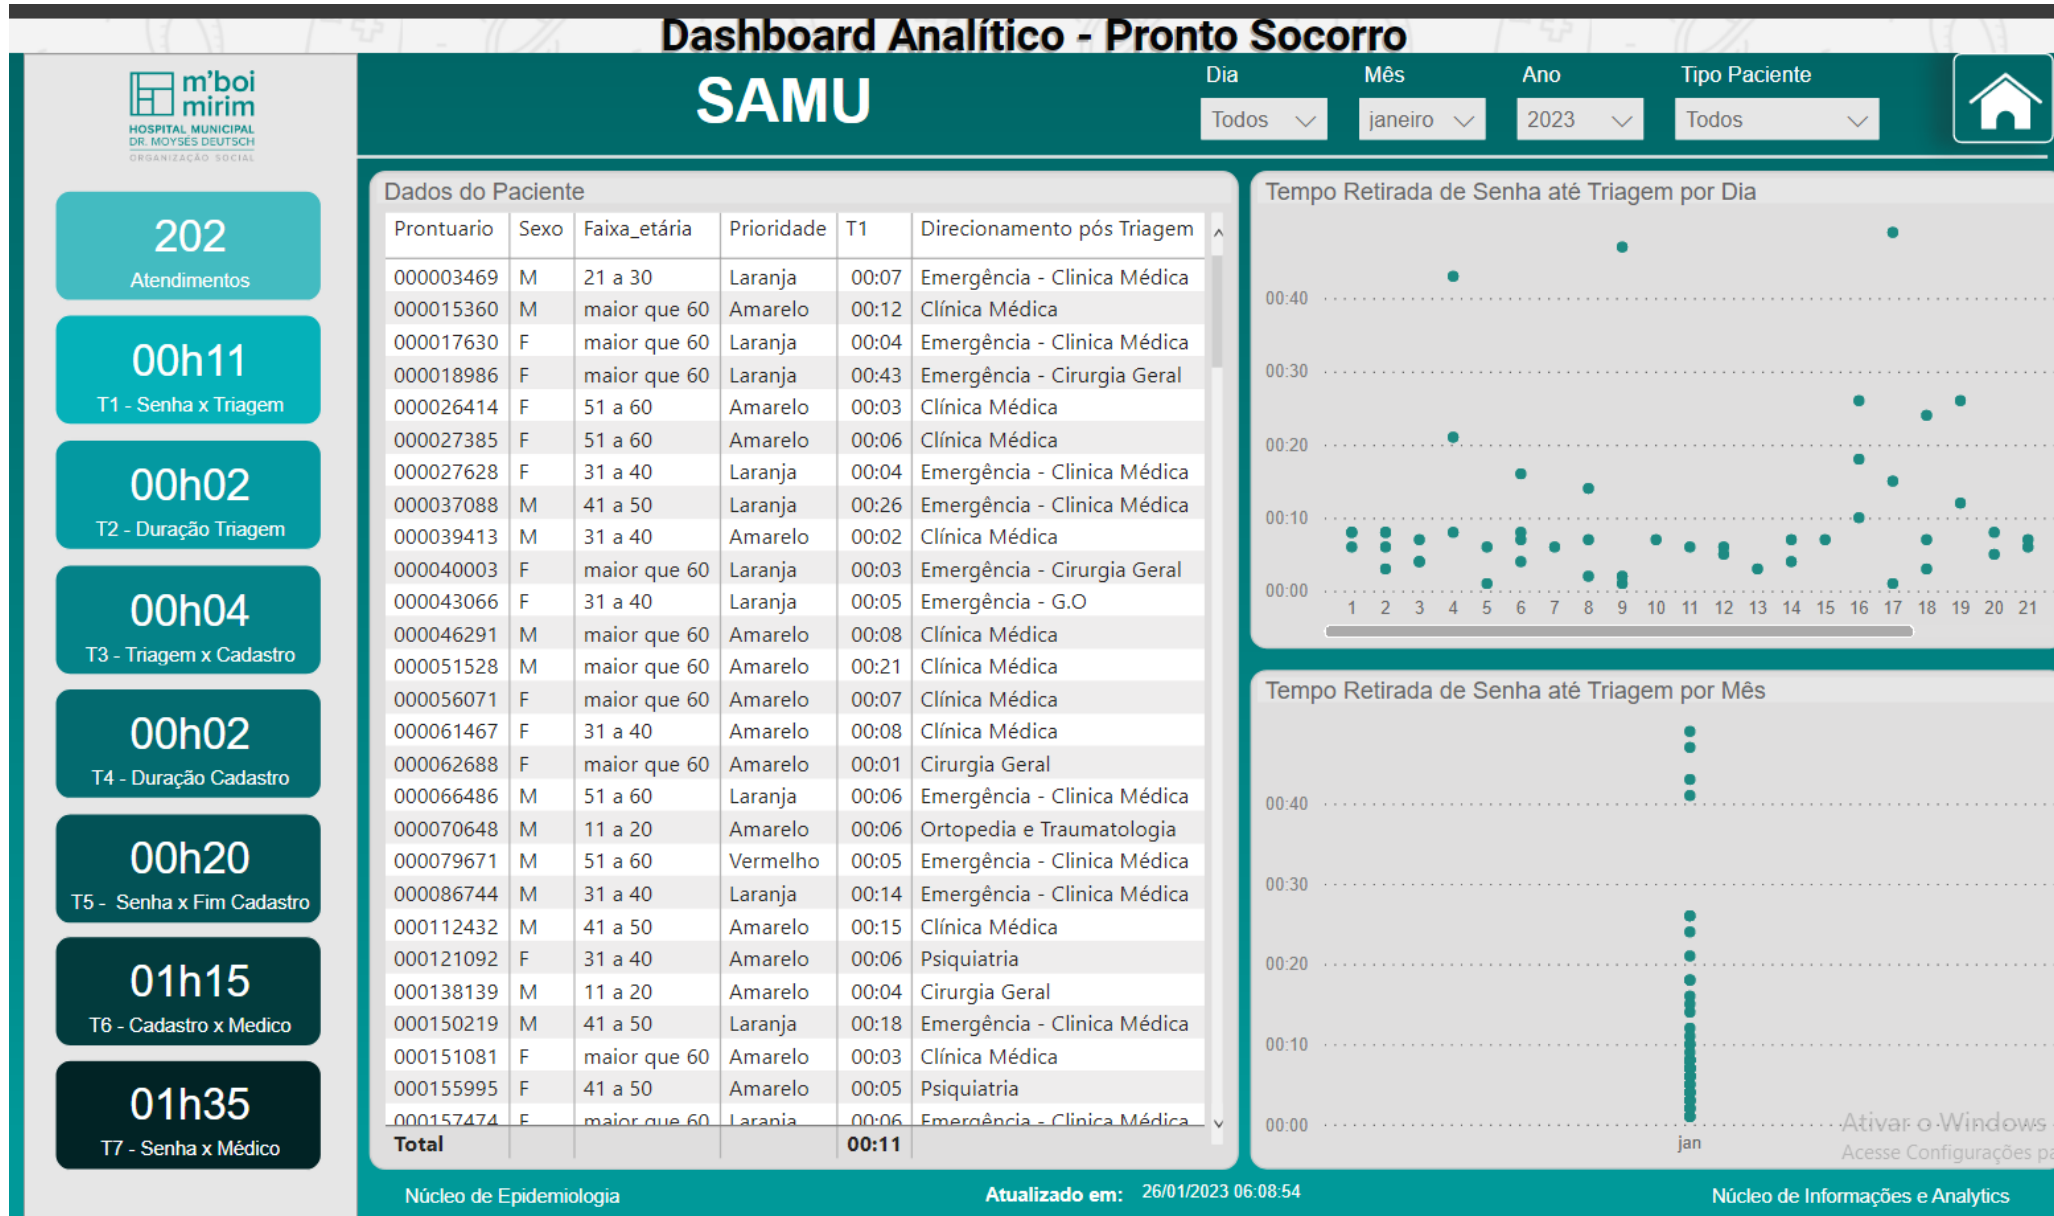 Dashboard Analítico - Pronto Socorro
m'boi
mirim
HOSPITAL MUNICIPAL
DR. MOYSÉS DEUTSCH
ORGANIZAÇÃO SOCIAL
SAMU
Dia Mês Ano Tipo Paciente
Todos janeiro 2023 Todos
202
Atendimentos
00h11
T1 - Senha x Triagem
00h02
T2 - Duração Triagem
00h04
T3 - Triagem x Cadastro
00h02
T4 - Duração Cadastro
00h20
T5 - Senha x Fim Cadastro
01h15
T6 - Cadastro x Medico
01h35
T7 - Senha x Médico
Dados do Paciente
Prontuario Sexo Faixa_etária Prioridade T1 Direcionamento pós Triagem
000003469 M 21 a 30 Laranja 00:07 Emergência - Clinica Médica
000015360 M maior que 60 Amarelo 00:12 Clínica Médica
000017630 F maior que 60 Laranja 00:04 Emergência - Clinica Médica
000018986 F maior que 60 Laranja 00:43 Emergência - Cirurgia Geral
000026414 F 51 a 60 Amarelo 00:03 Clínica Médica
000027385 F 51 a 60 Amarelo 00:06 Clínica Médica
000027628 F 31 a 40 Laranja 00:04 Emergência - Clinica Médica
000037088 M 41 a 50 Laranja 00:26 Emergência - Clinica Médica
000039413 M 31 a 40 Amarelo 00:02 Clínica Médica
000040003 F maior que 60 Laranja 00:03 Emergência - Cirurgia Geral
000043066 F 31 a 40 Laranja 00:05 Emergência - G.O
000046291 M maior que 60 Amarelo 00:08 Clínica Médica
000051528 M maior que 60 Amarelo 00:21 Clínica Médica
000056071 F maior que 60 Amarelo 00:07 Clínica Médica
000061467 F 31 a 40 Amarelo 00:08 Clínica Médica
000062688 F maior que 60 Amarelo 00:01 Cirurgia Geral
000066486 M 51 a 60 Laranja 00:06 Emergência - Clinica Médica
000070648 M 11 a 20 Amarelo 00:06 Ortopedia e Traumatologia
000079671 M 51 a 60 Vermelho 00:05 Emergência - Clinica Médica
000086744 M 31 a 40 Laranja 00:14 Emergência - Clinica Médica
000112432 M 41 a 50 Amarelo 00:15 Clínica Médica
000121092 F 31 a 40 Amarelo 00:06 Psiquiatria
000138139 M 11 a 20 Amarelo 00:04 Cirurgia Geral
000150219 M 41 a 50 Laranja 00:18 Emergência - Clinica Médica
000151081 F maior que 60 Amarelo 00:03 Clínica Médica
000155995 F 41 a 50 Amarelo 00:05 Psiquiatria
000157474 F maior que 60 Laranja 00:06 Emergência - Clinica Médica
Total 00:11
Tempo Retirada de Senha até Triagem por Dia
00:40
00:30
00:20
00:10
00:00
1 2 3 4 5 6 7 8 9 10 11 12 13 14 15 16 17 18 19 20 21
Tempo Retirada de Senha até Triagem por Mês
00:40
00:30
00:20
00:10
00:00
jan
Ativar o Windows
Acesse Configurações pa
Núcleo de Epidemiologia
Atualizado em: 26/01/2023 06:08:54
Núcleo de Informações e Analytics